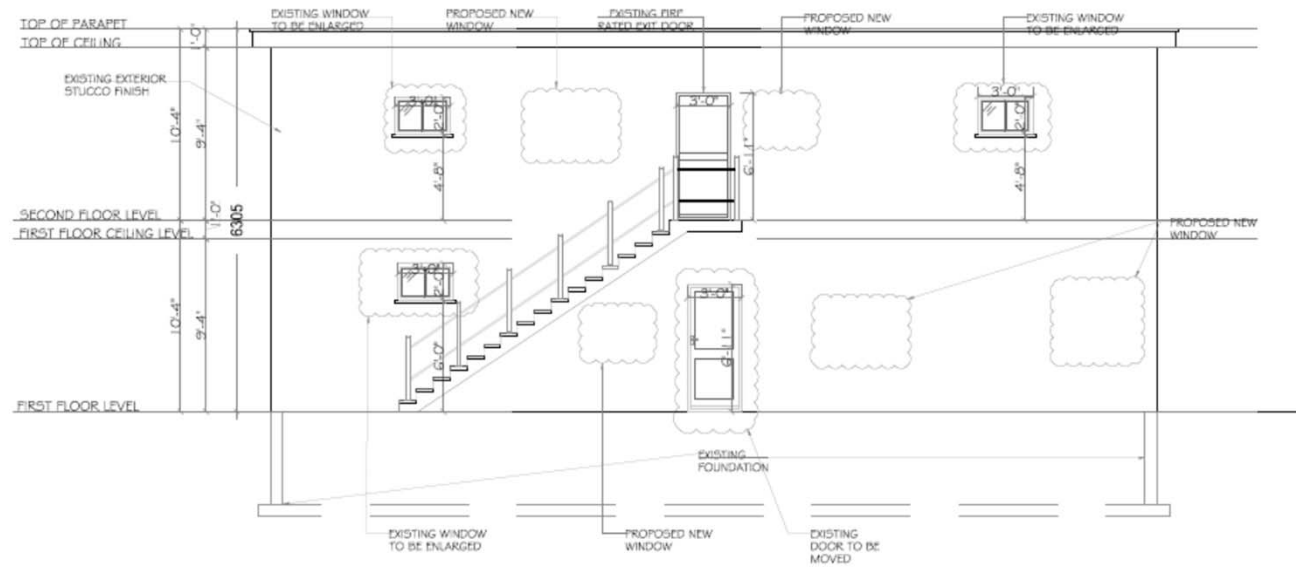 EXISTING WINDOW
TO BE ENLARGED
PROPOSED NEW
WINDOW
EXISTING FIRE
RATED EXIT DOOR
PROPOSED NEW
WINDOW
EXISTING WINDOW
TO BE ENLARGED
TOP OF PARAPET
TOP OF CEILING
1'-0"
EXISTING EXTERIOR
STUCCO FINISH
10'-4"
9'-4"
3'-0"
2'-0"
4'-8"
3'-0"
6'-11"
3'-0"
2'-0"
4'-8"
SECOND FLOOR LEVEL
FIRST FLOOR CEILING LEVEL
1'-0"
6305
PROPOSED NEW
WINDOW
10'-4"
9'-4"
3'-0"
2'-0"
6'-0"
3'-0"
6'-11"
FIRST FLOOR LEVEL
EXISTING
FOUNDATION
EXISTING WINDOW
TO BE ENLARGED
PROPOSED NEW
WINDOW
EXISTING
DOOR TO BE
MOVED